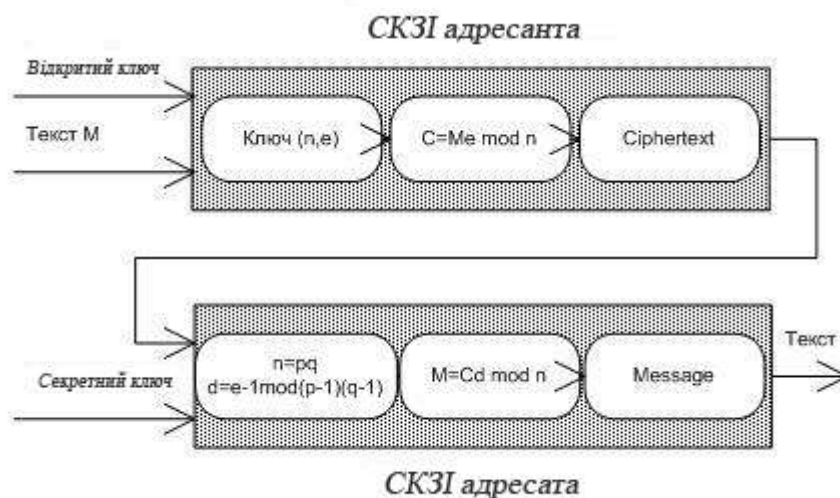 СКЗІ адресанта
Відкритий ключ
Текст М
Ключ (n,e)
C=Me mod n
Ciphertext
n=pq
d=e-1mod(p-1)(q-1)
M=Cd mod n
Message
Текст
Секретний ключ
СКЗІ адресата